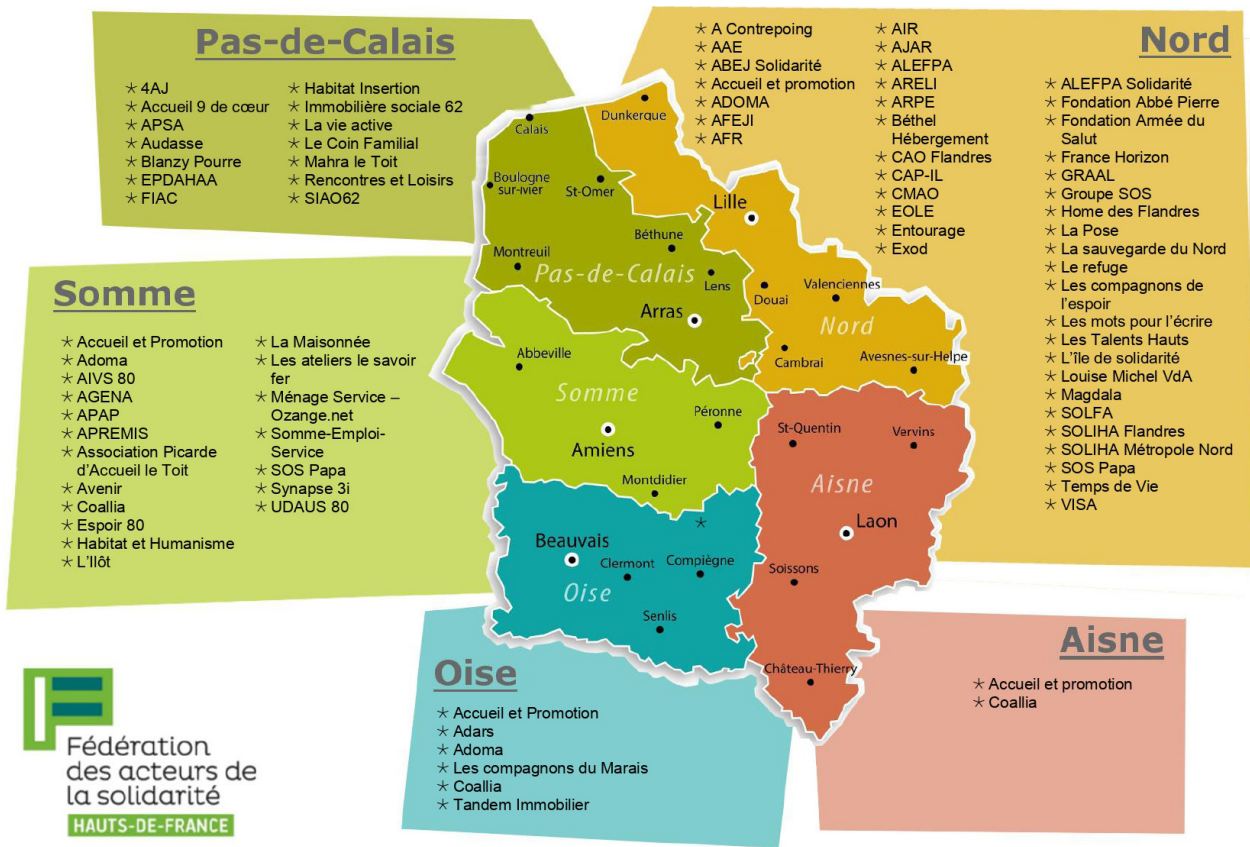 Pas-de-Calais
✶ 4AJ
✶ Accueil 9 de cœur
✶ APSA
✶ Audasse
✶ Blanzy Pourre
✶ EPDAHAA
✶ FIAC
✶ Habitat Insertion
✶ Immobilière sociale 62
✶ La vie active
✶ Le Coin Familial
✶ Mahra le Toit
✶ Rencontres et Loisirs
✶ SIAO62
Nord
✶ A Contrepoing
✶ AAE
✶ ABEJ Solidarité
✶ Accueil et promotion
✶ ADOMA
✶ AFEJI
✶ AFR
✶ AIR
✶ AJAR
✶ ALEFPA
✶ ARELI
✶ ARPE
✶ Béthel
Hébergement
✶ CAO Flandres
✶ CAP-IL
✶ CMAO
✶ EOLE
✶ Entourage
✶ Exod
✶ ALEFPA Solidarité
✶ Fondation Abbé Pierre
✶ Fondation Armée du
Salut
✶ France Horizon
✶ GRAAL
✶ Groupe SOS
✶ Home des Flandres
✶ La Pose
✶ La sauvegarde du Nord
✶ Le refuge
✶ Les compagnons de
l'espoir
✶ Les mots pour l'écrire
✶ Les Talents Hauts
✶ L'île de solidarité
✶ Louise Michel VdA
✶ Magdala
✶ SOLFA
✶ SOLIHA Flandres
✶ SOLIHA Métropole Nord
✶ SOS Papa
✶ Temps de Vie
✶ VISA
Somme
✶ Accueil et Promotion
✶ Adoma
✶ AIVS 80
✶ AGENA
✶ APAP
✶ APREMIS
✶ Association Picarde
d'Accueil le Toit
✶ Avenir
✶ Coallia
✶ Espoir 80
✶ Habitat et Humanisme
✶ L'Ilôt
✶ La Maisonnée
✶ Les ateliers le savoir
fer
✶ Ménage Service –
Ozange.net
✶ Somme-Emploi-
Service
✶ SOS Papa
✶ Synapse 3i
✶ UDAUS 80
Dunkerque
Calais
Boulogne
sur-vier
St-Omer
Lille
Béthune
Montreuil
Pas-de-Calais
Lens
Douai
Valenciennes
Arras
Nord
Cambrai
Avesnes-sur-Helpe
Abbeville
Somme
Péronne
Amiens
St-Quentin
Vervins
Montdidier
Aisne
Laon
Beauvais
Clermont
Compiègne
Oise
Soissons
Senlis
Château-Thierry
Oise
✶ Accueil et Promotion
✶ Adars
✶ Adoma
✶ Les compagnons du Marais
✶ Coallia
✶ Tandem Immobilier
Aisne
✶ Accueil et promotion
✶ Coallia
Fédération
des acteurs de
la solidarité
HAUTS-DE-FRANCE